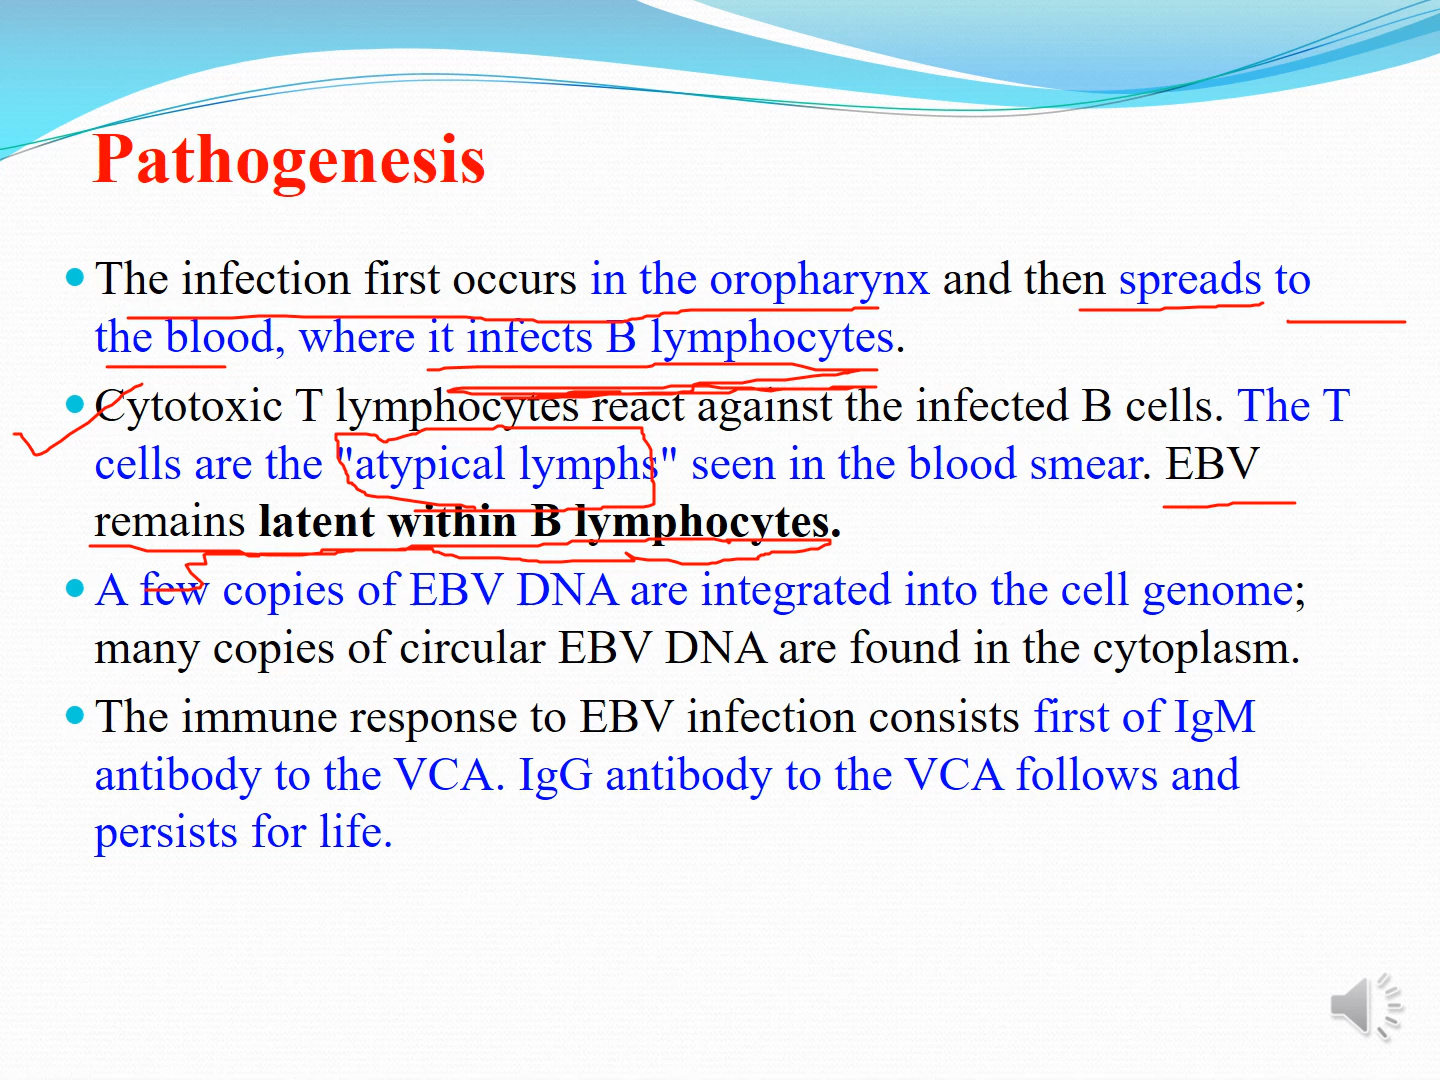 Pathogenesis
The infection first occurs in the oropharynx and then spreads to
the blood, where it infects B lymphocytes.
Cytotoxic T lymphocytes react against the infected B cells. The T
cells are the "atypical lymphs" seen in the blood smear. EBV
remains latent within B lymphocytes.
A few copies of EBV DNA are integrated into the cell genome;
many copies of circular EBV DNA are found in the cytoplasm.
The immune response to EBV infection consists first of IgM
antibody to the VCA. IgG antibody to the VCA follows and
persists for life.